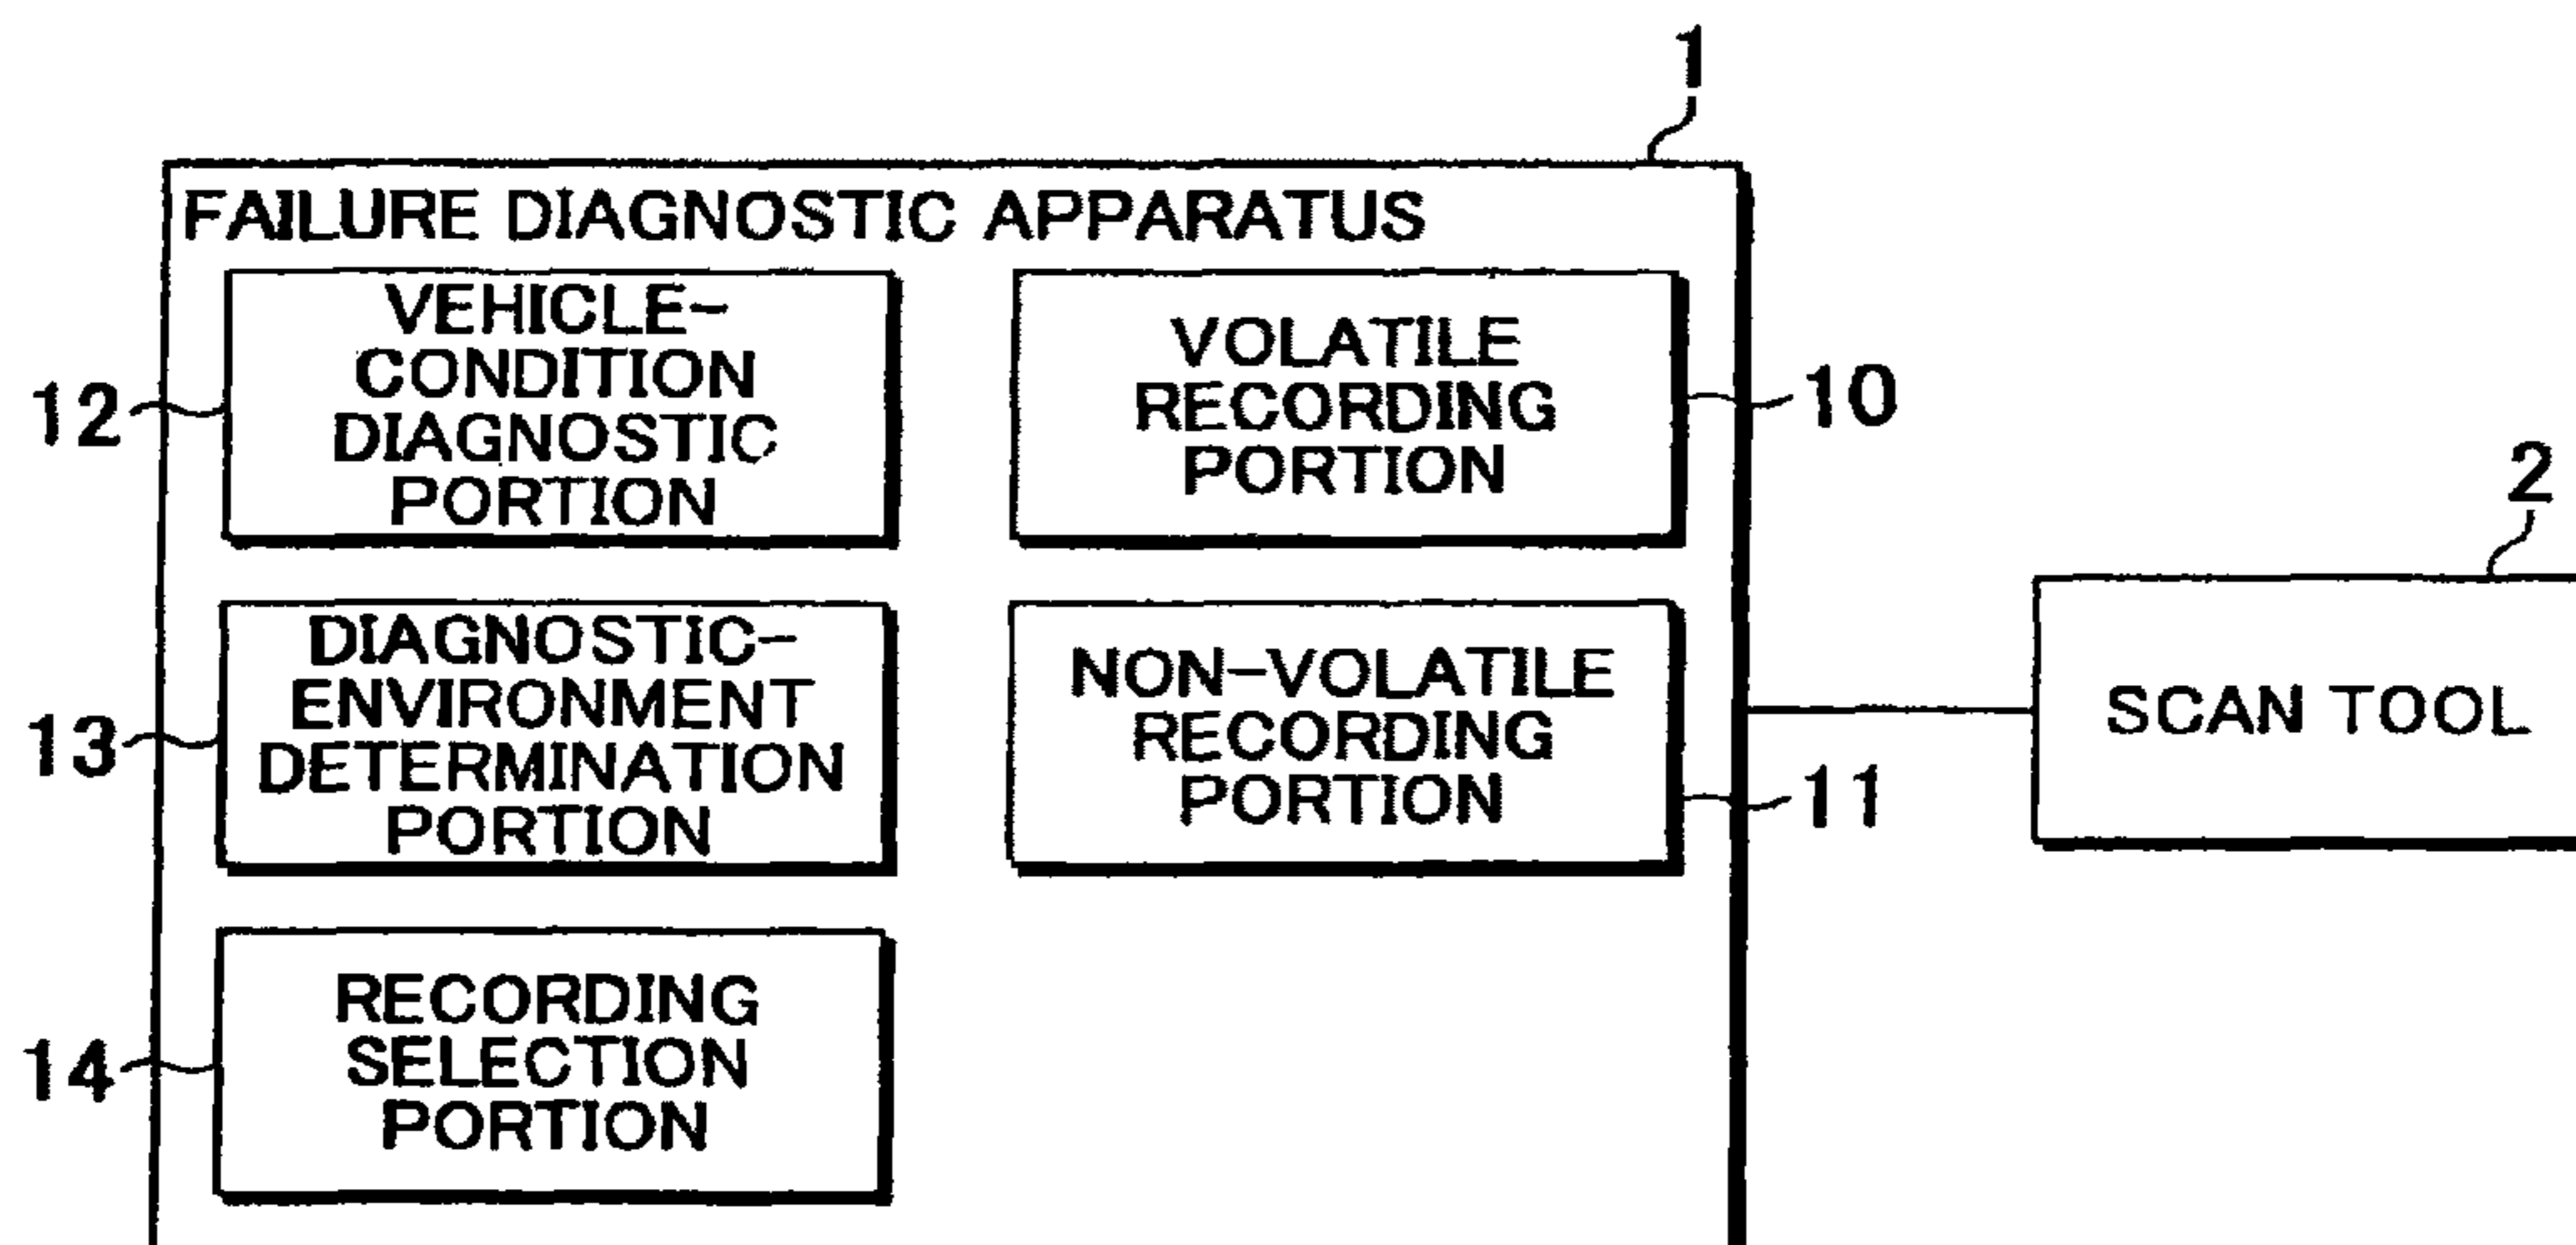 1
FAILURE DIAGNOSTIC APPARATUS
12
VEHICLE-
CONDITION
DIAGNOSTIC
PORTION
VOLATILE
RECORDING
PORTION
10
13
DIAGNOSTIC-
ENVIRONMENT
DETERMINATION
PORTION
NON-VOLATILE
RECORDING
PORTION
11
2
SCAN TOOL
14
RECORDING
SELECTION
PORTION